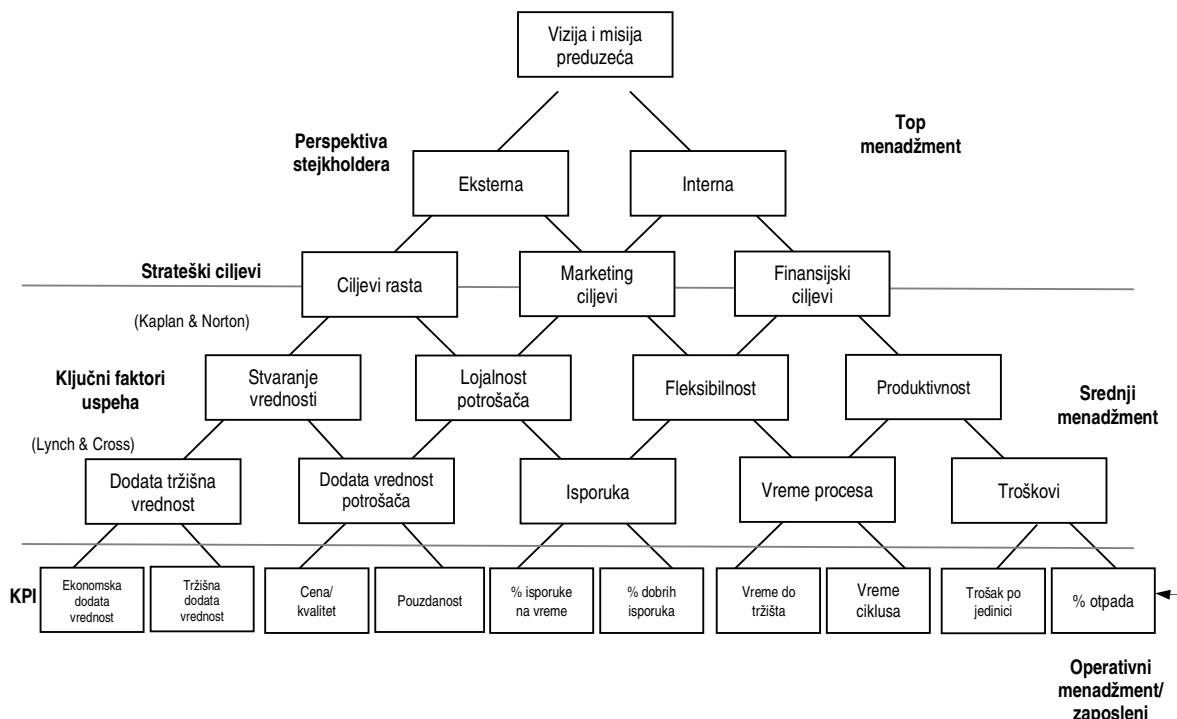 Vizija i misija
preduzeća
Perspektiva
stejkholdera
Top
menadžment
Eksterna
Interna
Strateški ciljevi
Ciljevi rasta
Marketing
ciljevi
Finansijski
ciljevi
(Kaplan & Norton)
Ključni faktori
uspeha
Stvaranje
vrednosti
Lojalnost
potrošača
Fleksibilnost
Produktivnost
Srednji
menadžment
(Lynch & Cross)
Dodata tržišna
vrednost
Dodata vrednost
potrošača
Isporuka
Vreme procesa
Troškovi
KPI
Ekonomska
dodata
vrednost
Tržišna
dodata
vrednost
Cena/
kvalitet
Pouzdanost
% isporuke
na vreme
% dobrih
isporuka
Vreme do
tržišta
Vreme
ciklusa
Trošak po
jedinici
% otpada
Operativni
menadžment/
zaposleni